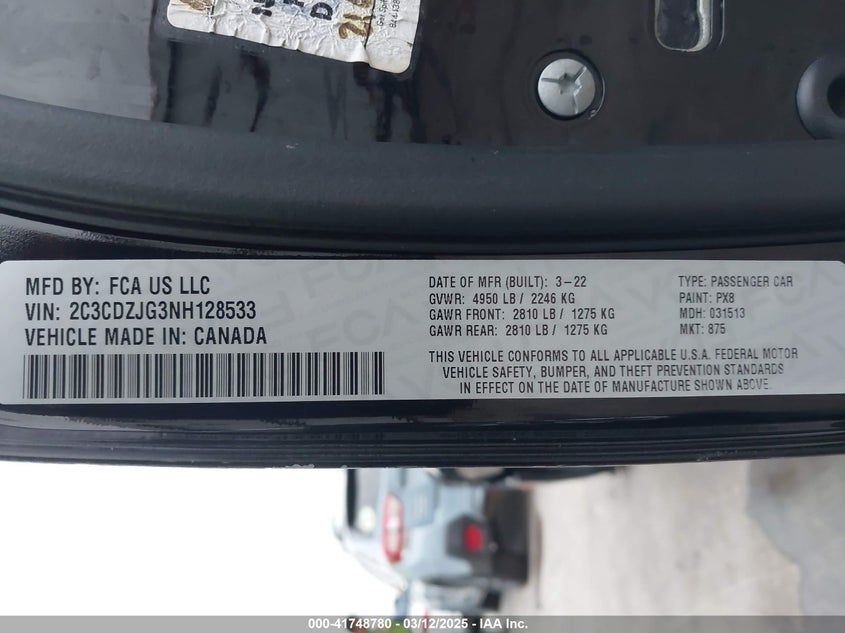 MFD BY: FCA US LLC
VIN: 2C3CDZJG3NH128533
VEHICLE MADE IN: CANADA
DATE OF MFR (BUILT): 3-22
GVWR: 4950 LB / 2246 KG
GAWR FRONT: 2810 LB / 1275 KG
GAWR REAR: 2810 LB / 1275 KG
TYPE: PASSENGER CAR
PAINT: PX8
MDH: 031513
MKT: 875
THIS VEHICLE CONFORMS TO ALL APPLICABLE U.S.A. FEDERAL MOTOR
VEHICLE SAFETY, BUMPER, AND THEFT PREVENTION STANDARDS
IN EFFECT ON THE DATE OF MANUFACTURE SHOWN ABOVE.
000-41748780 - 03/12/2025 - IAA Inc.